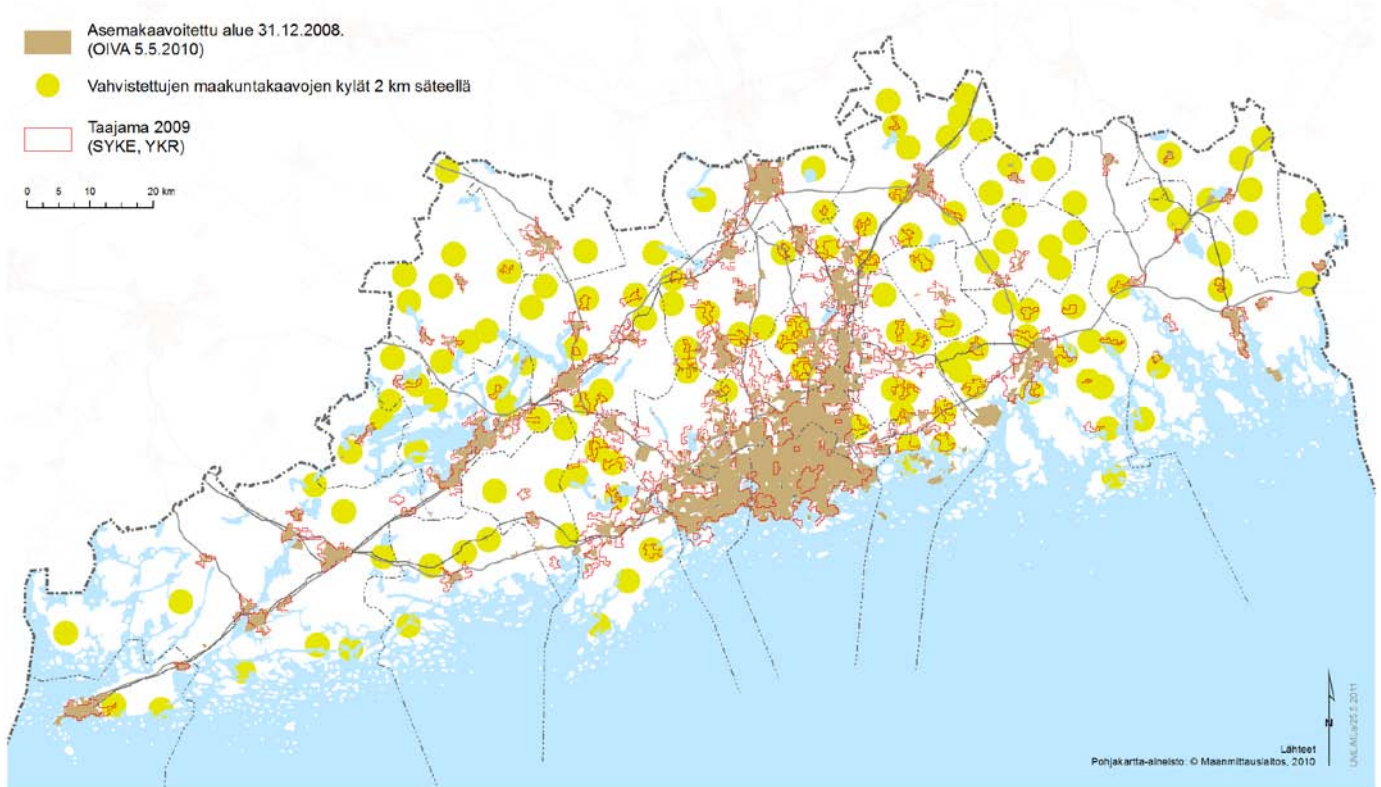 Asemakaavoitettu alue 31.12.2008.
(OIVA 5.5.2010)
Vahvistettujen maakuntakaavojen kylät 2 km säteellä
Taajama 2009
(SYKE, YKR)
0 5 10 20 km
N
Lähteet
Pohjakartta-aineisto: © Maanmittauslaitos, 2010